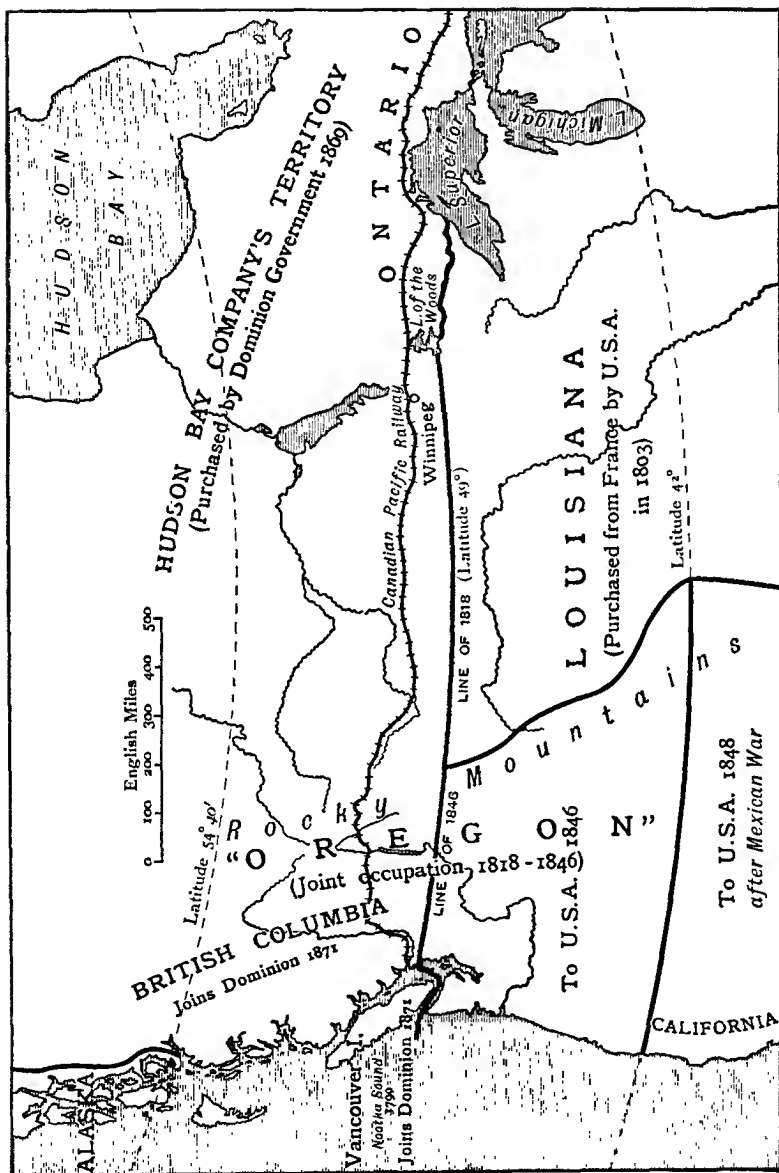 HUDSON
BAY
HUDSON BAY COMPANY'S TERRITORY
(Purchased by Dominion Government 1869)
ONTARIO
L. Superior
L. Michigan
L. of the
Woods
Canadian Pacific Railway
Winnipeg
LINE OF 1818 (Latitude 49°)
LOUISIANA
(Purchased from France by U.S.A.
in 1803)
Latitude 42°
English Miles
0 100 200 300 400 500
Latitude 54° 40'
Rocky
Mountains
"OREGON"
(Joint occupation 1818-1846)
LINE OF 1846
BRITISH COLUMBIA
Joins Dominion 1871
To U.S.A. 1846
To U.S.A. 1848
after Mexican War
CALIFORNIA
ALASKA
Vancouver I.
Nootka Sound
1790
Joins Dominion 1871